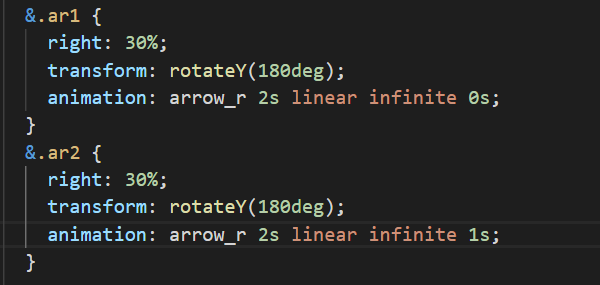 &.ar1 {
right: 30%;
transform: rotateY(180deg);
animation: arrow_r 2s linear infinite 0s;
}
&.ar2 {
right: 30%;
transform: rotateY(180deg);
animation: arrow_r 2s linear infinite 1s;
}